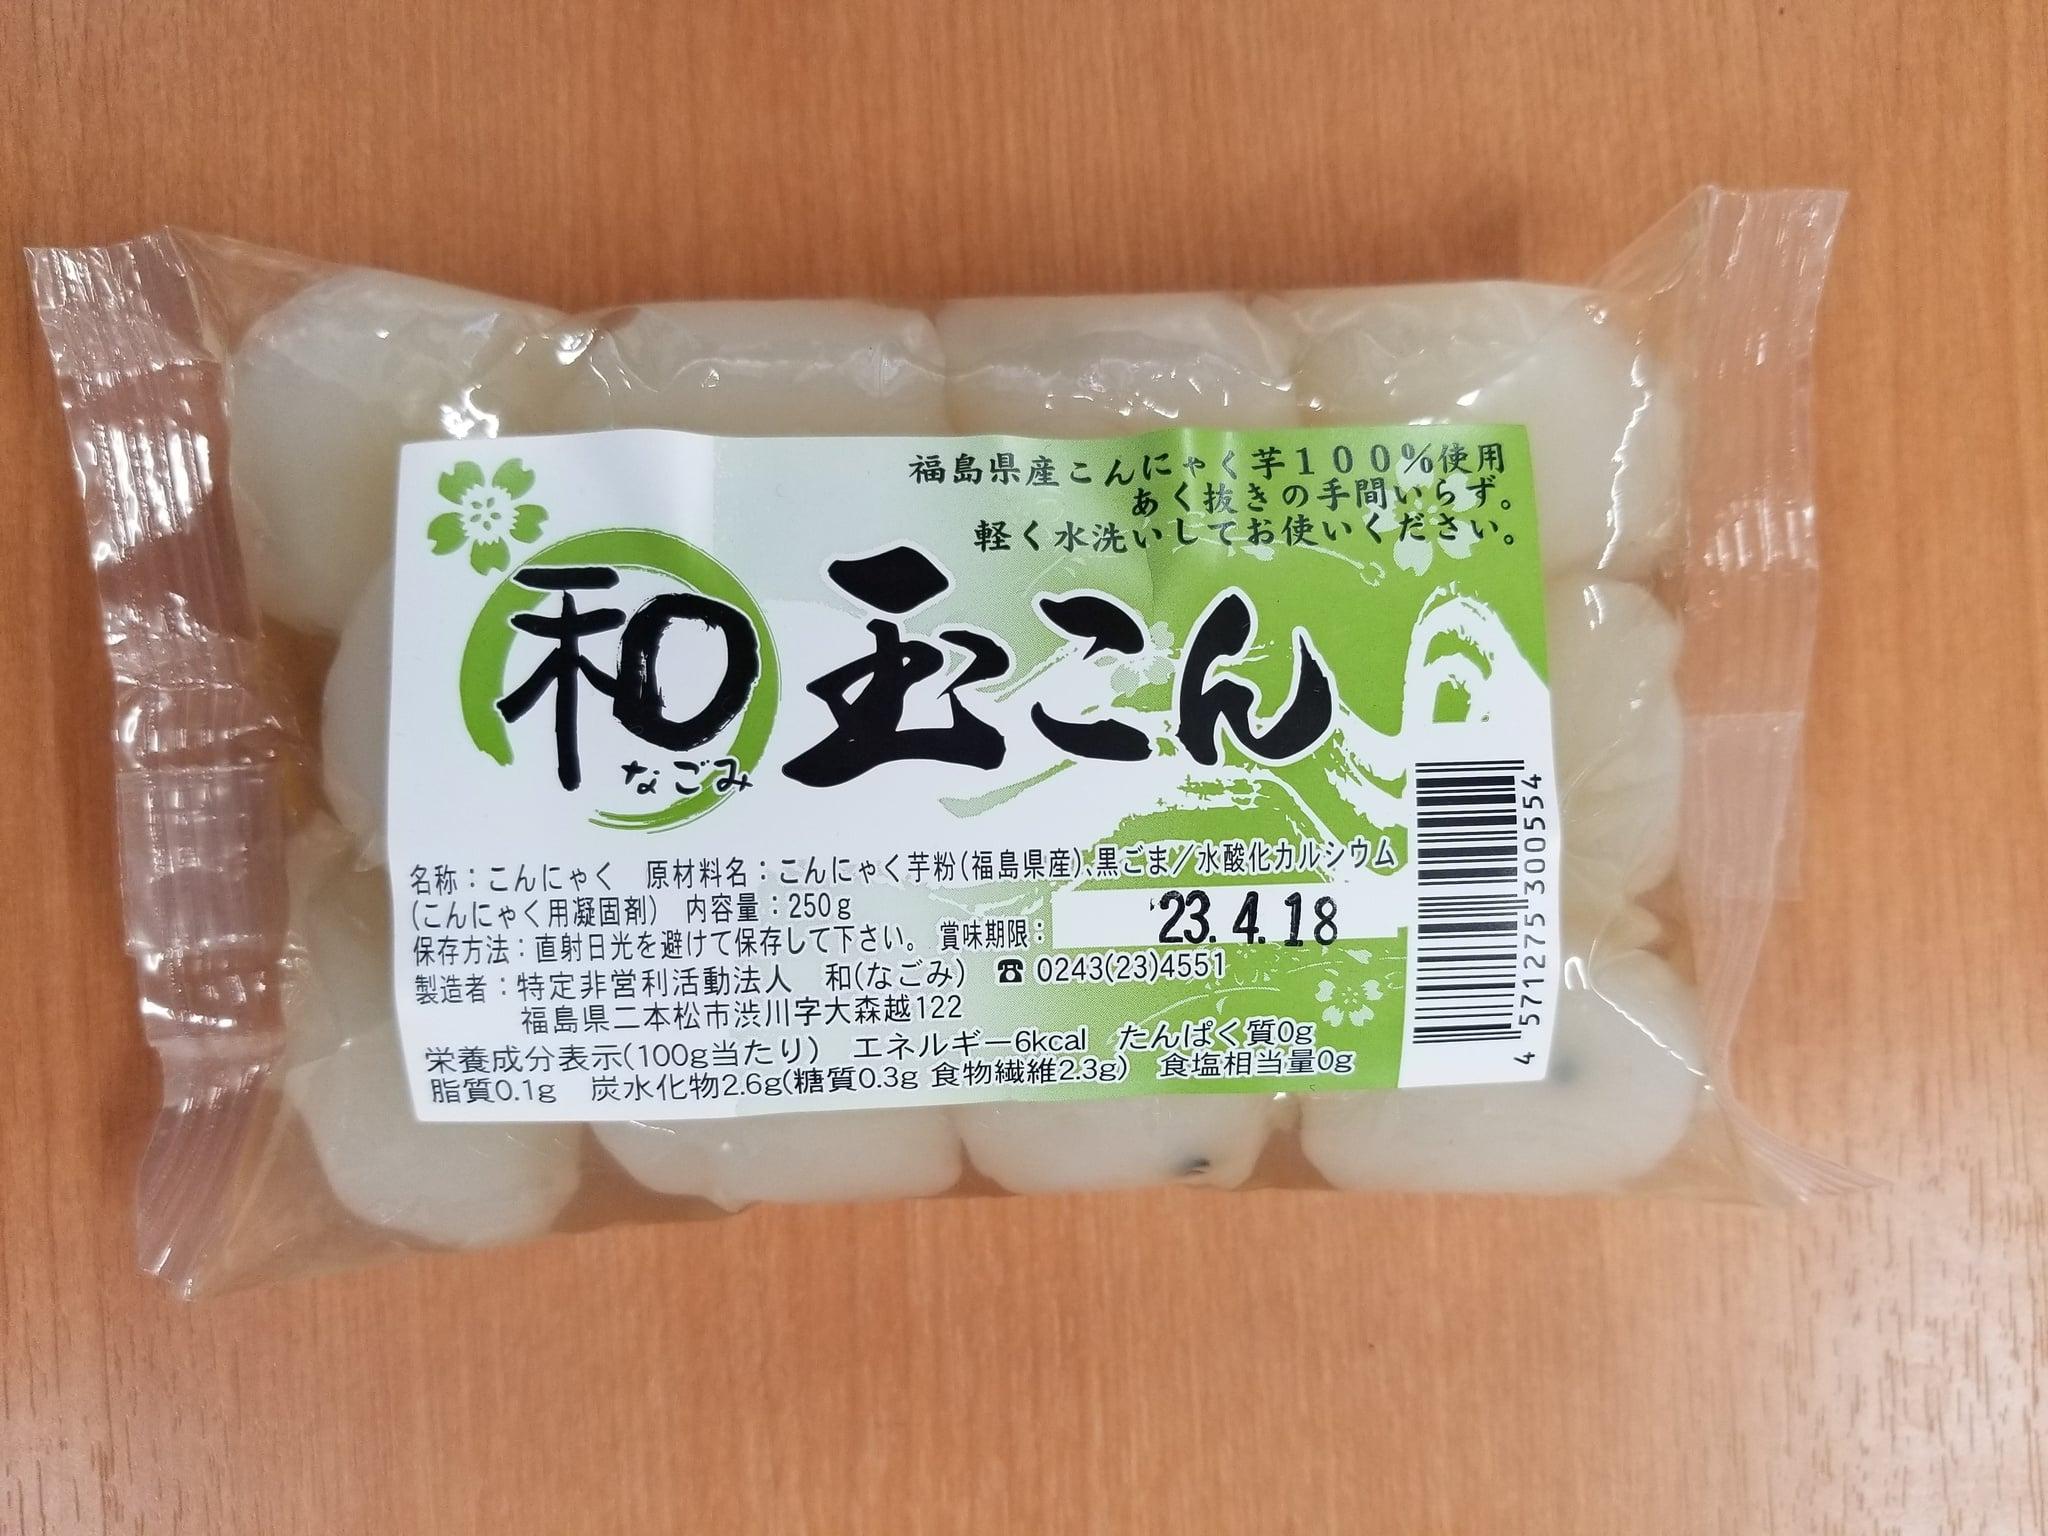 福島県産こんにゃく芋100%使用
あく抜きの手間いらず。
軽く水洗いしてお使いください。
和 玉こん
なごみ
名称：こんにゃく 原材料名：こんにゃく芋粉(福島県産)、黒ごま／水酸化カルシウム
(こんにゃく用凝固剤) 内容量：250g
保存方法：直射日光を避けて保存して下さい。 賞味期限： '23.4.18
製造者：特定非営利活動法人 和(なごみ) ☎ 0243(23)4551
福島県二本松市渋川字大森越122
栄養成分表示(100g当たり) エネルギー6kcal たんぱく質0g
脂質0.1g 炭水化物2.6g(糖質0.3g 食物繊維2.3g) 食塩相当量0g
4 571275 300554